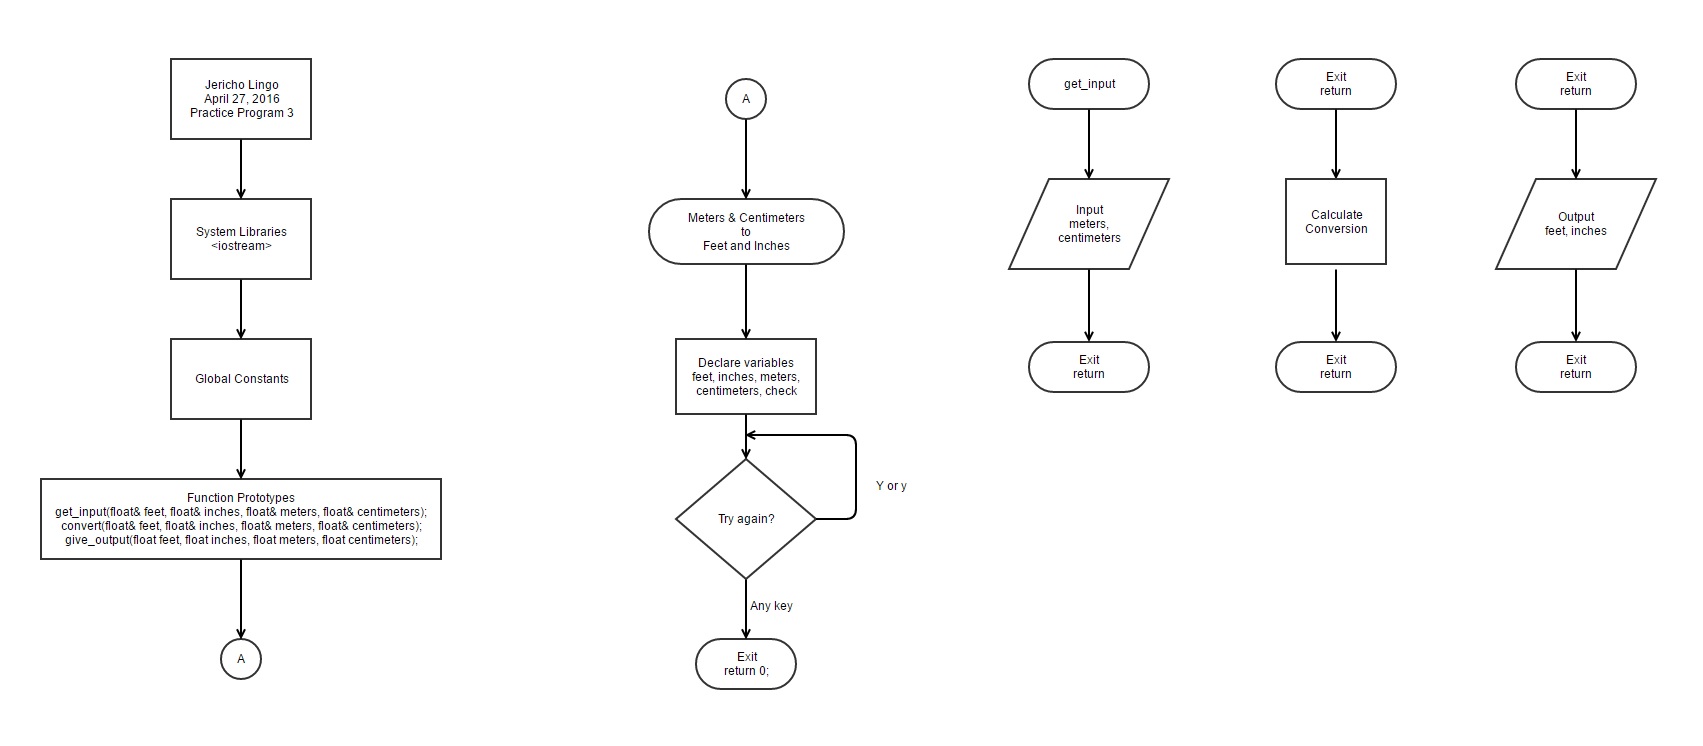 Jericho Lingo
April 27, 2016
Practice Program 3
System Libraries
<iostream>
Global Constants
Function Prototypes
get_input(float& feet, float& inches, float& meters, float& centimeters);
convert(float& feet, float& inches, float& meters, float& centimeters);
give_output(float feet, float inches, float meters, float centimeters);
A
A
Meters & Centimeters
to
Feet and Inches
Declare variables
feet, inches, meters,
centimeters, check
Try again?
Y or y
Any key
Exit
return 0;
get_input
Input
meters,
centimeters
Exit
return
Exit
return
Calculate
Conversion
Exit
return
Exit
return
Output
feet, inches
Exit
return